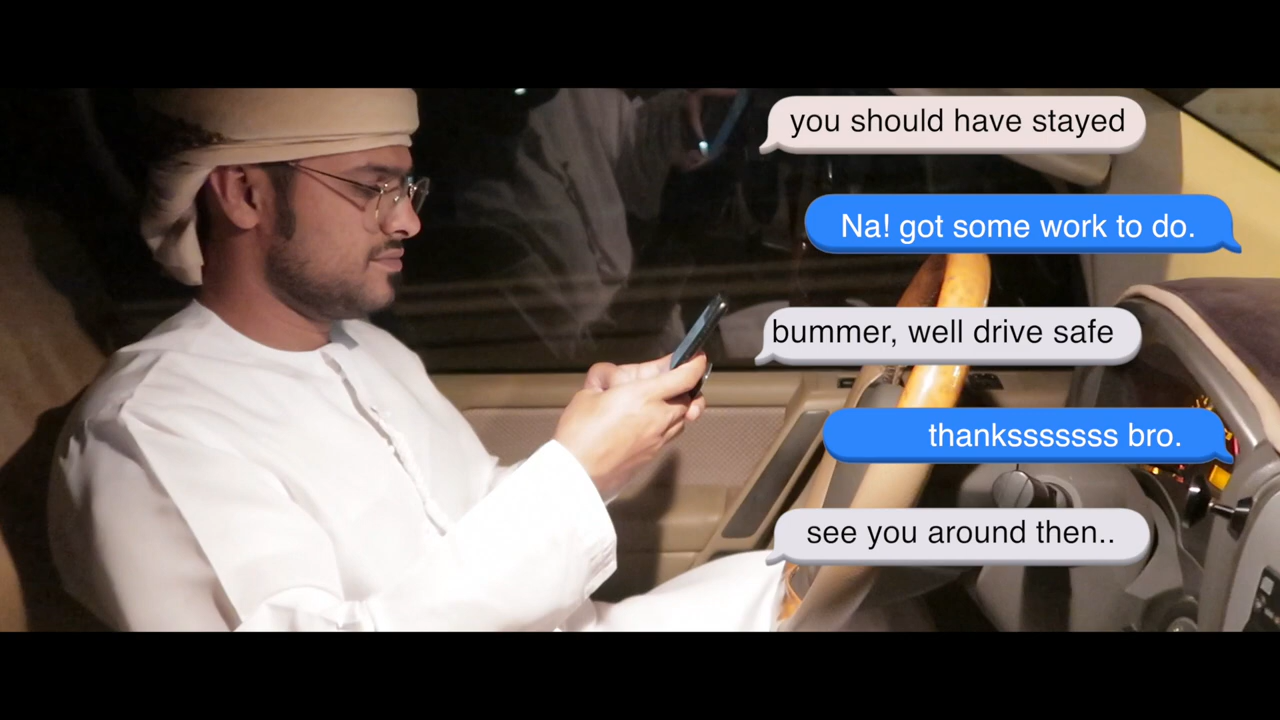 you should have stayed
Na! got some work to do.
bummer, well drive safe
thanksssssss bro.
see you around then..